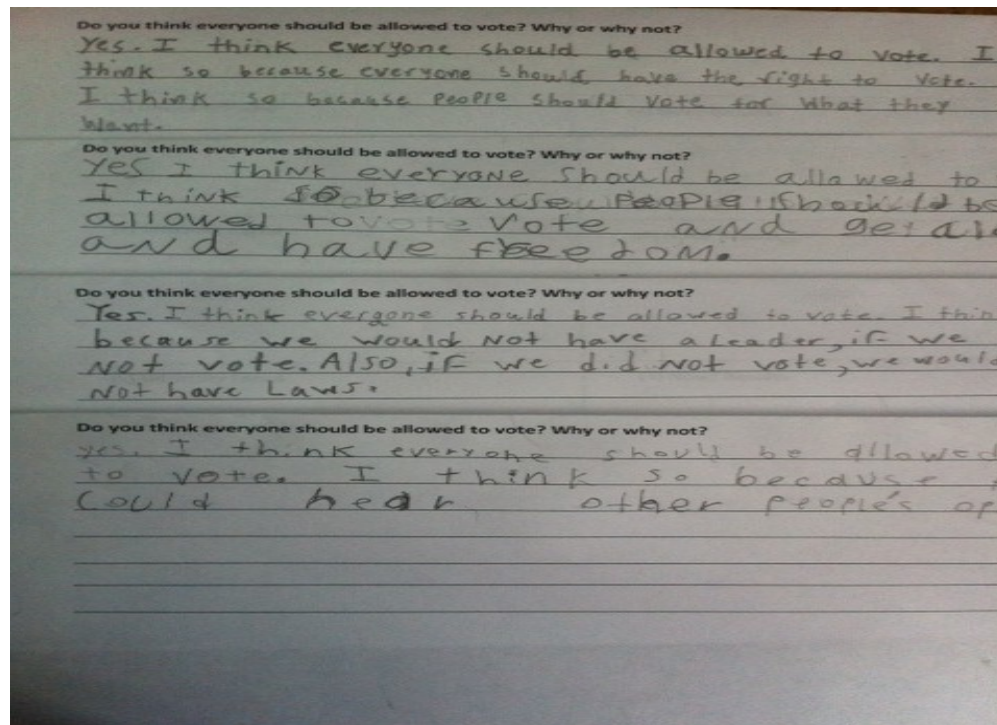 Do you think everyone should be allowed to vote? Why or why not?
Yes. I think everyone should be allowed to vote. I
think so because everyone should have the right to vote.
I think so because people should vote for what they
want.
Do you think everyone should be allowed to vote? Why or why not?
Yes I think everyone should be allowed to
I think so because people should be
allowed to vote vote and get al
and have freedom.
Do you think everyone should be allowed to vote? Why or why not?
Yes. I think everyone should be allowed to vote. I thin
because we would Not have a leader, if we
Not vote. Also, if we did Not vote, we would
Not have Laws.
Do you think everyone should be allowed to vote? Why or why not?
yes. I think everyone should be allowed
to vote. I think so because
Could hear other people's op